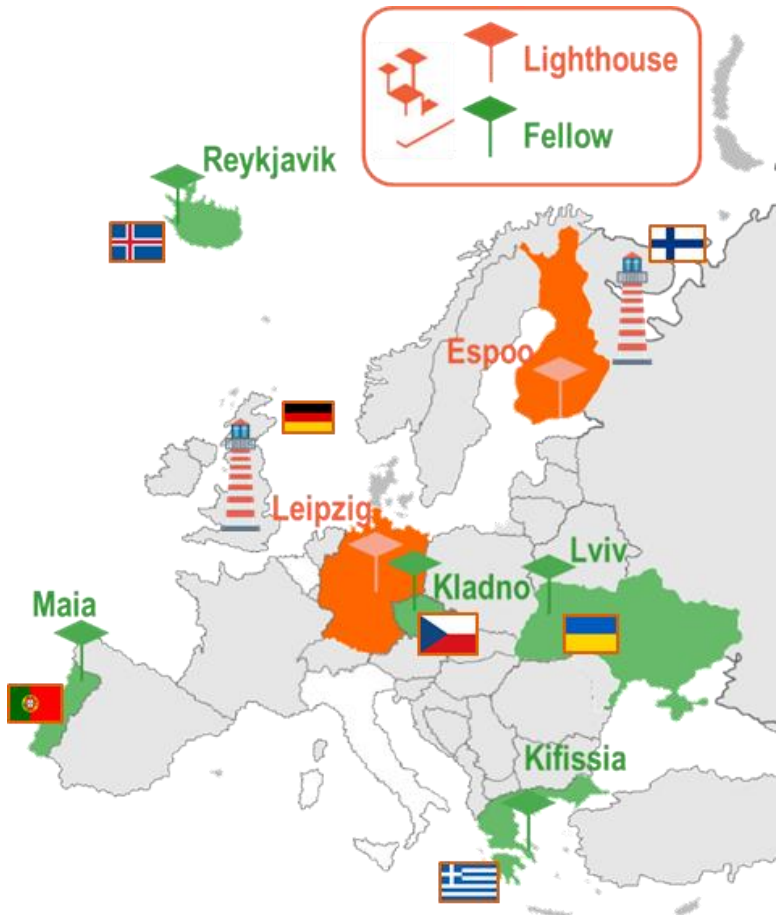 Lighthouse
Fellow
Reykjavik
Espoo
Leipzig
Lviv
Kladno
Maia
Kifissia